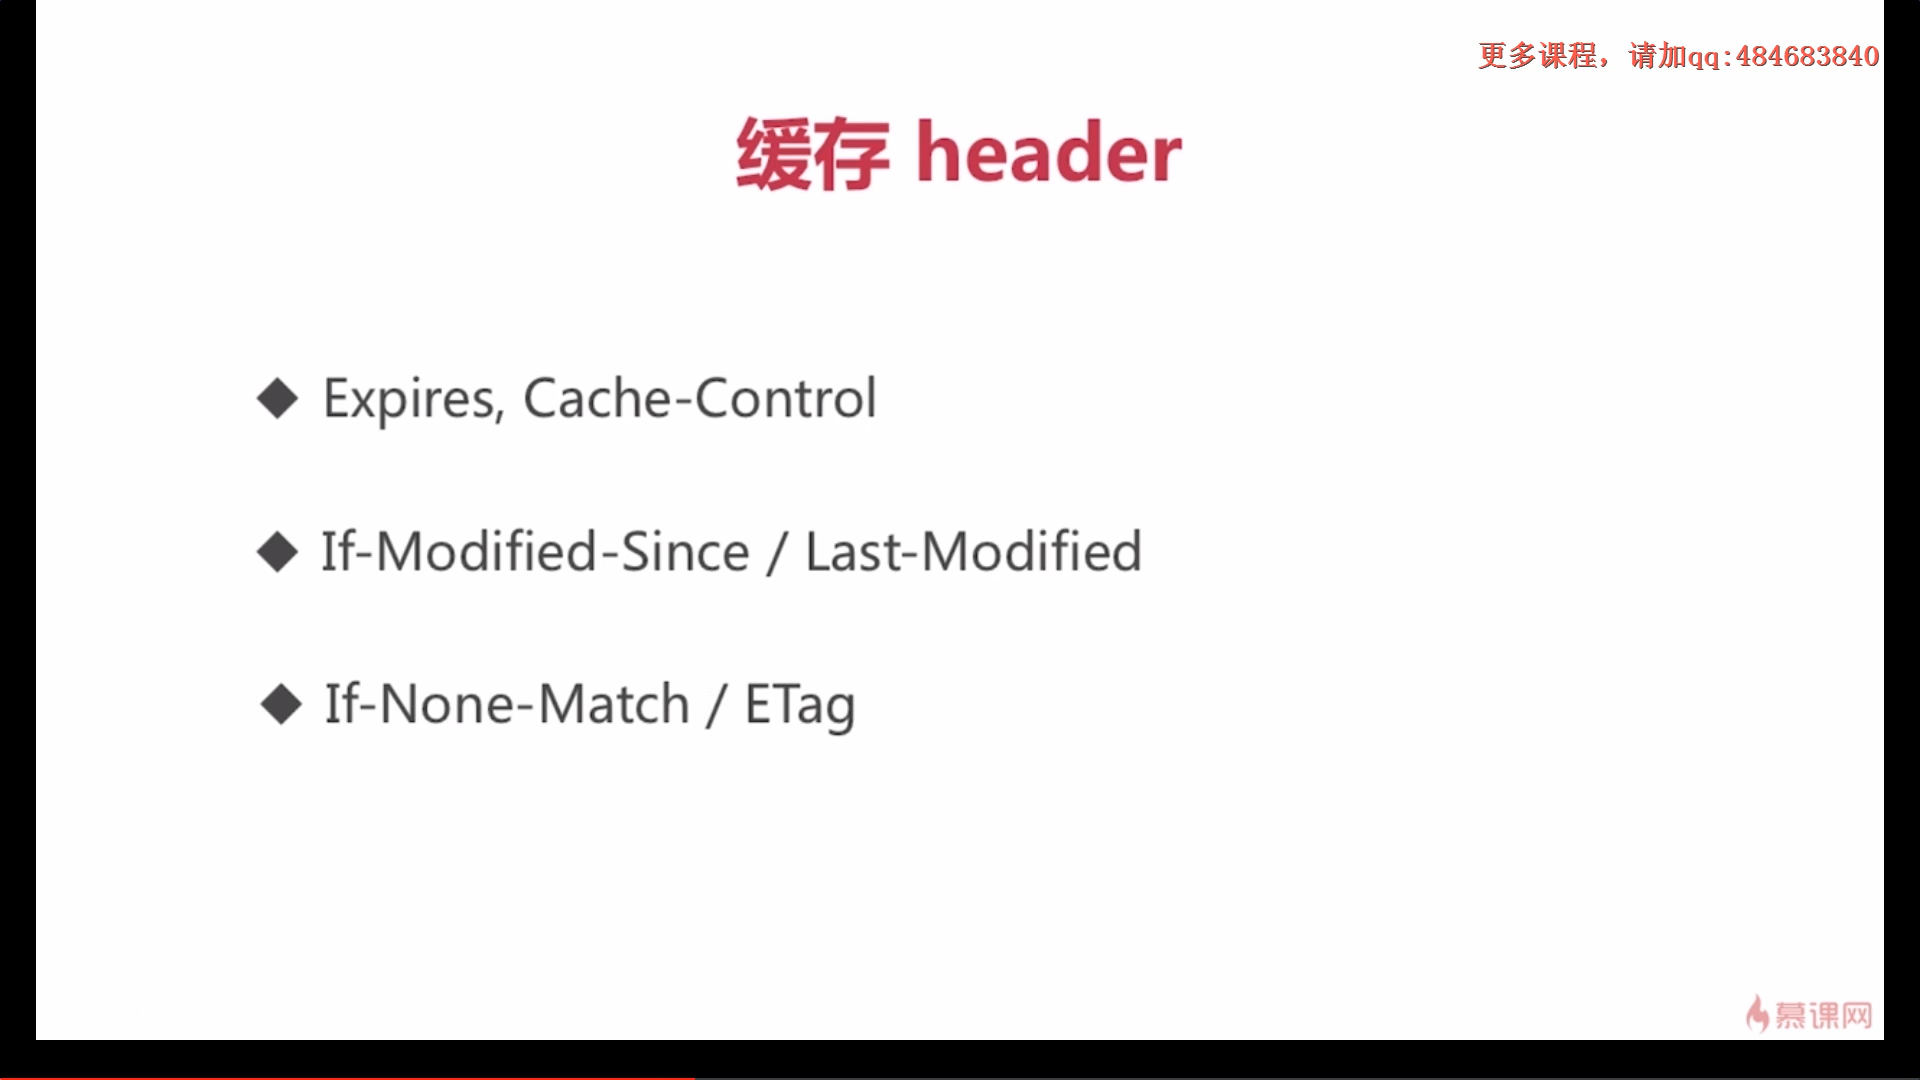 更多课程，请加qq:484683840
缓存 header
Expires, Cache-Control
If-Modified-Since / Last-Modified
If-None-Match / ETag
慕课网